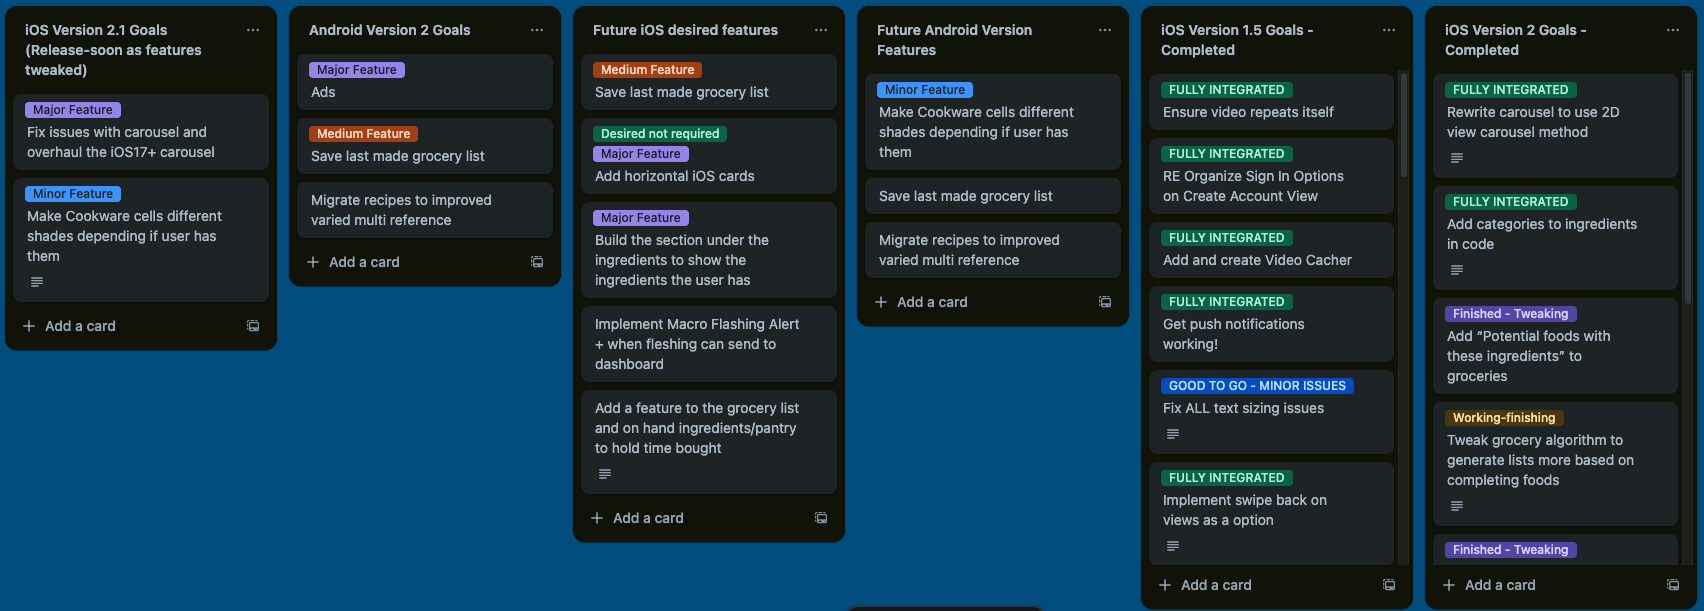 iOS Version 2.1 Goals
(Release-soon as features
tweaked)
Major Feature
Fix issues with carousel and
overhaul the iOS17+ carousel
Minor Feature
Make Cookware cells different
shades depending if user has
them
Add a card
Android Version 2 Goals
Major Feature
Ads
Medium Feature
Save last made grocery list
Migrate recipes to improved
varied multi reference
Add a card
Future iOS desired features
Medium Feature
Save last made grocery list
Desired not required
Major Feature
Add horizontal iOS cards
Major Feature
Build the section under the
ingredients to show the
ingredients the user has
Implement Macro Flashing Alert
+ when fleshing can send to
dashboard
Add a feature to the grocery list
and on hand ingredients/pantry
to hold time bought
Add a card
Future Android Version
Features
Minor Feature
Make Cookware cells different
shades depending if user has
them
Save last made grocery list
Migrate recipes to improved
varied multi reference
Add a card
iOS Version 1.5 Goals -
Completed
FULLY INTEGRATED
Ensure video repeats itself
FULLY INTEGRATED
RE Organize Sign In Options
on Create Account View
FULLY INTEGRATED
Add and create Video Cacher
FULLY INTEGRATED
Get push notifications
working!
GOOD TO GO - MINOR ISSUES
Fix ALL text sizing issues
FULLY INTEGRATED
Implement swipe back on
views as a option
Add a card
iOS Version 2 Goals -
Completed
FULLY INTEGRATED
Rewrite carousel to use 2D
view carousel method
FULLY INTEGRATED
Add categories to ingredients
in code
Finished - Tweaking
Add “Potential foods with
these ingredients” to
groceries
Working-finishing
Tweak grocery algorithm to
generate lists more based on
completing foods
Finished - Tweaking
Add a card